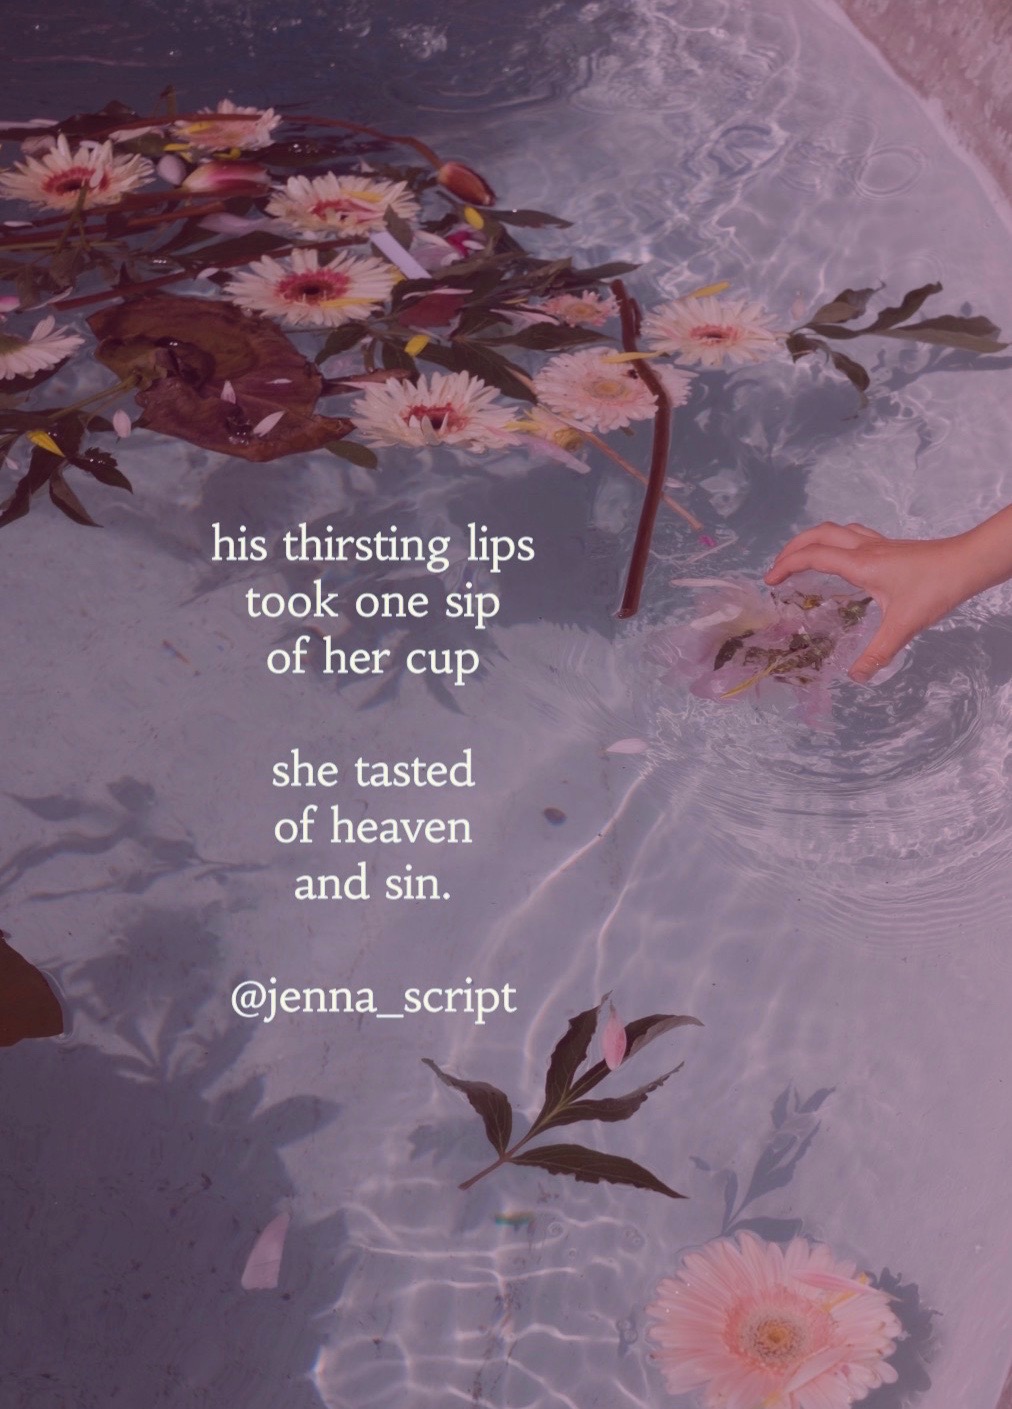 his thirsting lips
took one sip
of her cup
she tasted
of heaven
and sin.
@jenna_script